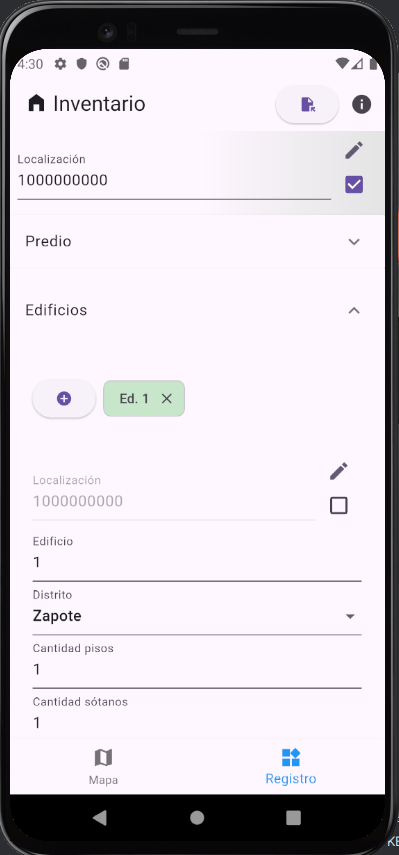 4:30
Inventario
Localización
1000000000
Predio
Edificios
Ed. 1
Localización
1000000000
Edificio
1
Distrito
Zapote
Cantidad pisos
1
Cantidad sótanos
1
Mapa
Registro